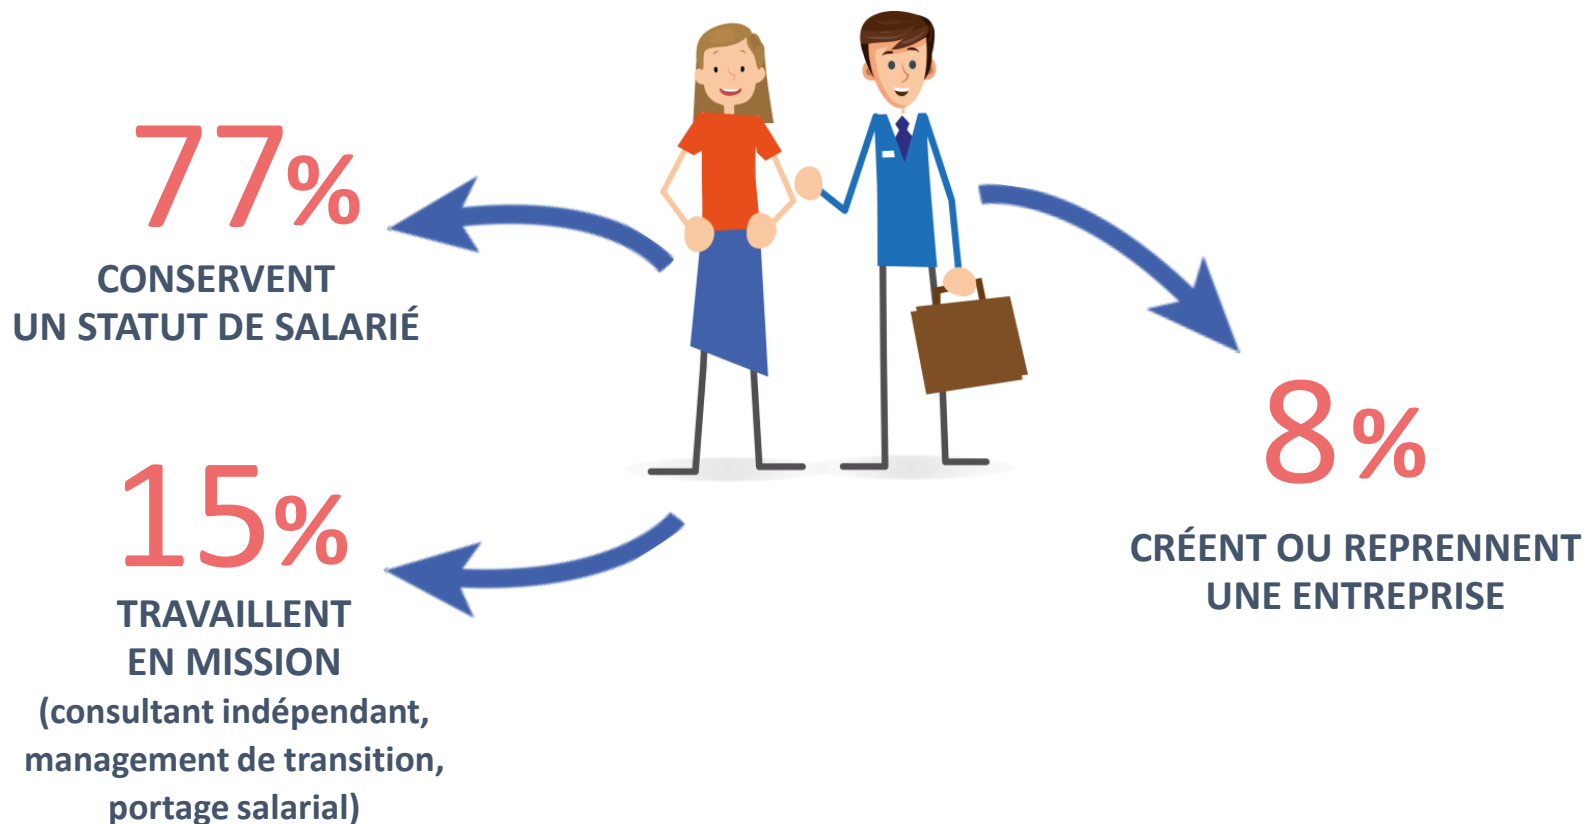 77%
CONSERVENT
UN STATUT DE SALARIÉ
15%
TRAVAILLENT
EN MISSION
(consultant indépendant,
management de transition,
portage salarial)
8%
CRÉENT OU REPRENNENT
UNE ENTREPRISE